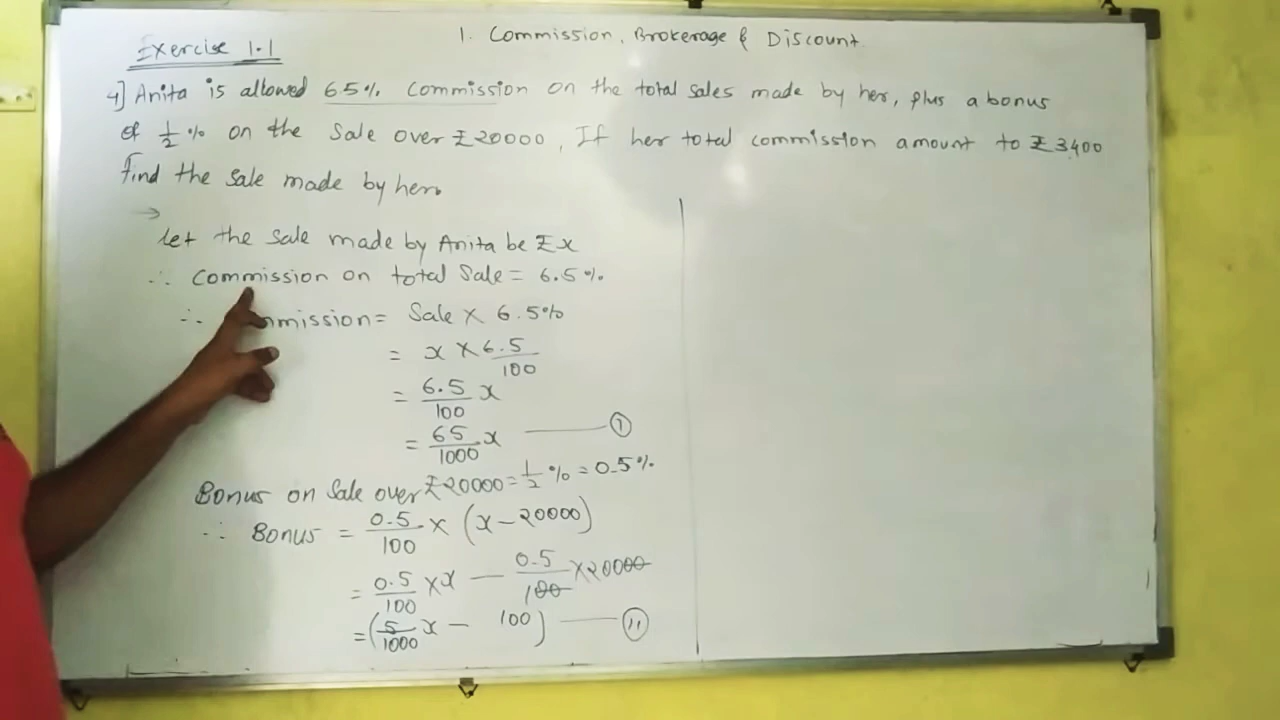 1. Commission, Brokerage & Discount
Exercise 1.1
4] Anita is allowed 6.5% commission on the total sales made by her, plus a bonus
of 1/2 % on the sale over ₹20000, If her total commission amount to ₹3400
Find the sale made by her.
→
Let the sale made by Anita be ₹x
∴ Commission on total sale = 6.5%
∴ mmission = Sale × 6.5%
= x × 6.5/100
= 6.5/100 x
= 65/1000 x —— ①
Bonus on sale over ₹20000 = 1/2 % = 0.5%
∴ Bonus = 0.5/100 × (x - 20000)
= 0.5/100 × x — 0.5/100 × 20000
= (5/1000 x - 100) —— ⑪